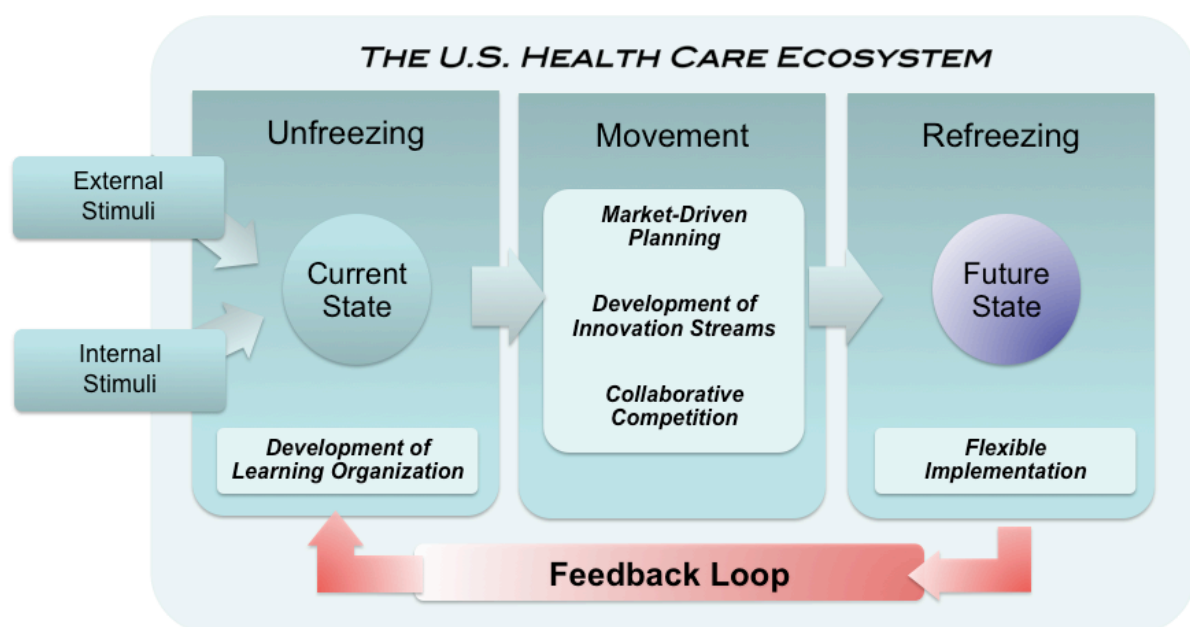 THE U.S. HEALTH CARE ECOSYSTEM
External
Stimuli
Internal
Stimuli
Unfreezing
Current
State
Development of
Learning Organization
Movement
Market-Driven
Planning
Development of
Innovation Streams
Collaborative
Competition
Refreezing
Future
State
Flexible
Implementation
Feedback Loop